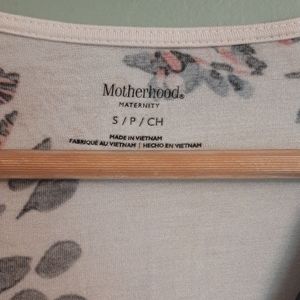 Motherhood®
MATERNITY
S / P / CH
MADE IN VIETNAM
FABRIQUÉ AU VIETNAM | HECHO EN VIETNAM